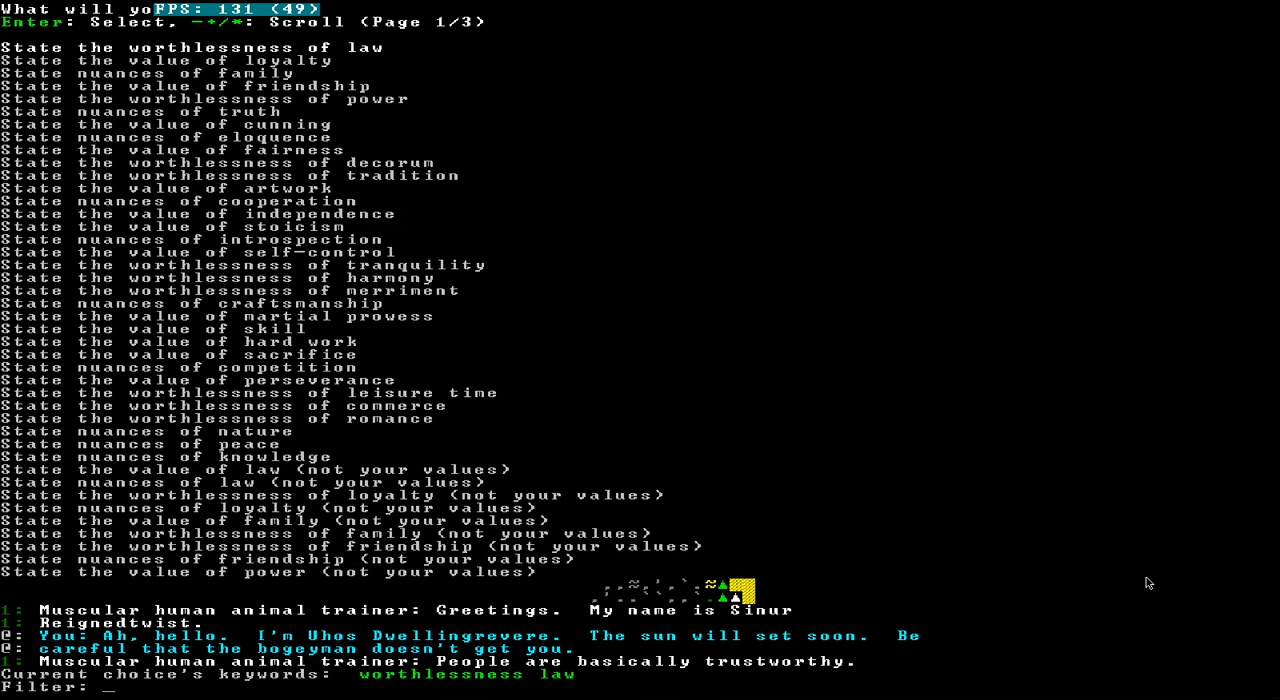 What will yoFPS: 131 (49)
Enter: Select, -+/*: Scroll (Page 1/3)
State the worthlessness of law
State the value of loyalty
State nuances of family
State the value of friendship
State the worthlessness of power
State nuances of truth
State the value of cunning
State nuances of eloquence
State the value of fairness
State the worthlessness of decorum
State the worthlessness of tradition
State the value of artwork
State nuances of cooperation
State the value of independence
State the value of stoicism
State nuances of introspection
State the value of self-control
State the worthlessness of tranquility
State the worthlessness of harmony
State the worthlessness of merriment
State nuances of craftsmanship
State the value of martial prowess
State the value of skill
State the value of hard work
State the value of sacrifice
State nuances of competition
State the value of perseverance
State the worthlessness of leisure time
State the worthlessness of commerce
State the worthlessness of romance
State nuances of nature
State nuances of peace
State nuances of knowledge
State the value of law (not your values)
State nuances of law (not your values)
State the worthlessness of loyalty (not your values)
State nuances of loyalty (not your values)
State the value of family (not your values)
State the worthlessness of family (not your values)
State the worthlessness of friendship (not your values)
State nuances of friendship (not your values)
State the value of power (not your values)
1: Muscular human animal trainer: Greetings.  My name is Sinur
1: Reignedtwist.
@: You: Ah, hello.  I'm Uhos Dwellingrevere.  The sun will set soon.  Be
@: careful that the bogeyman doesn't get you.
1: Muscular human animal trainer: People are basically trustworthy.
Current choice's keywords:  worthlessness law
Filter: _